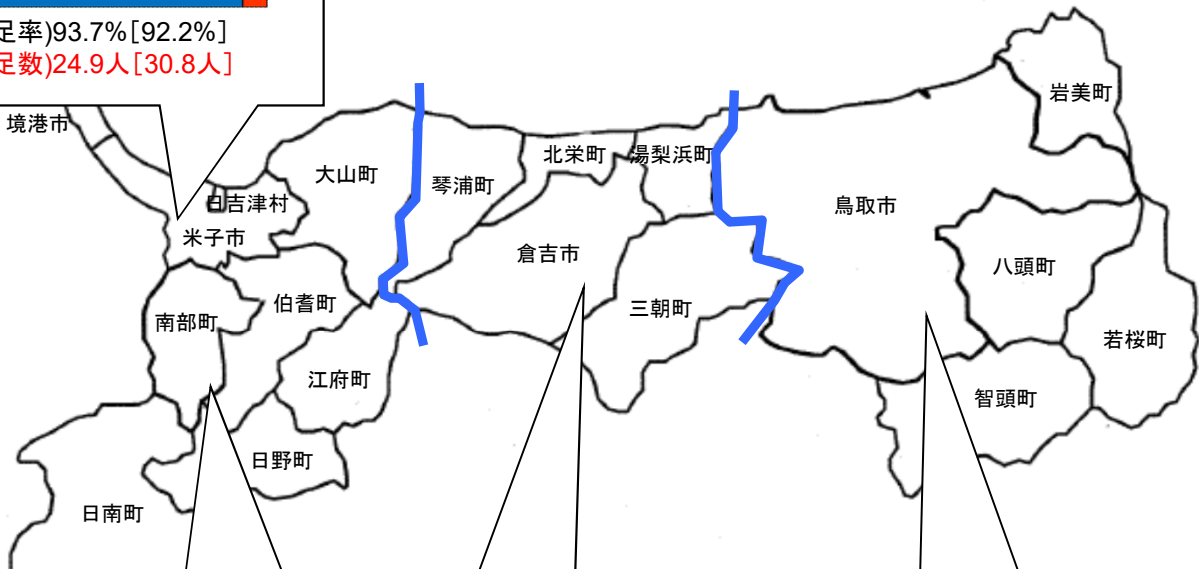 足率)93.7%[92.2%]
足数)24.9人[30.8人]
境港市
岩美町
大山町
北栄町
湯梨浜町
琴浦町
日吉津村
鳥取市
米子市
倉吉市
八頭町
伯耆町
三朝町
南部町
若桜町
江府町
智頭町
日野町
日南町